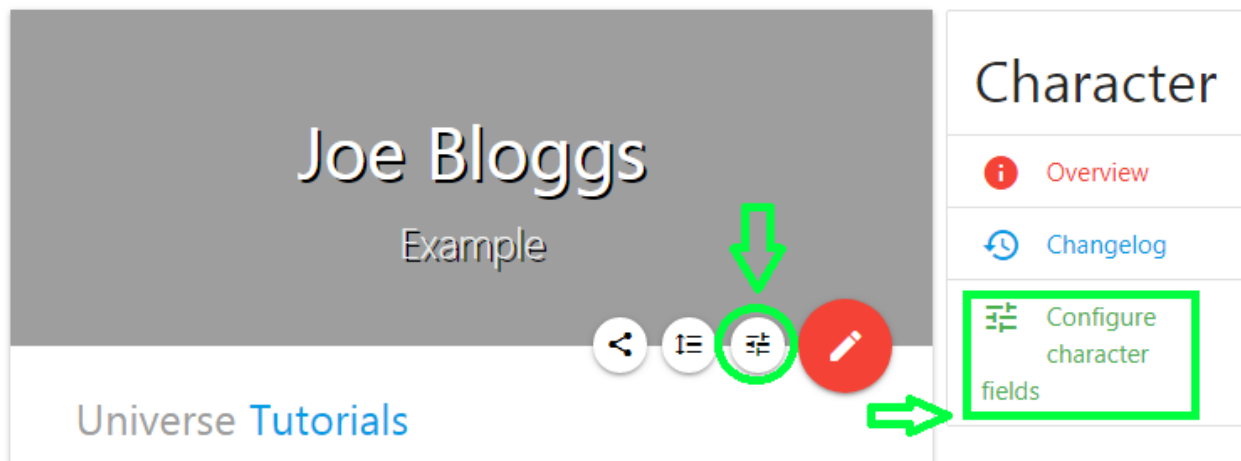 Joe Bloggs
Example
Universe Tutorials
Character
Overview
Changelog
Configure
character
fields